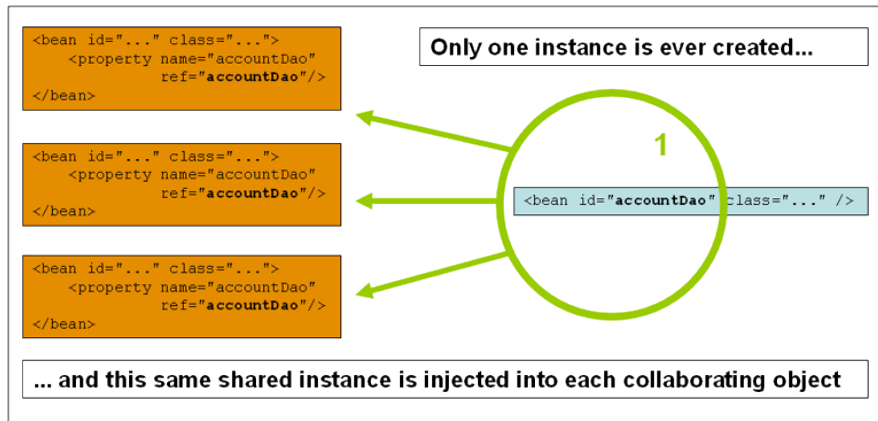 <bean id="..." class="...">
<property name="accountDao"
ref="accountDao"/>
</bean>
Only one instance is ever created...
<bean id="..." class="...">
<property name="accountDao"
ref="accountDao"/>
</bean>
1
<bean id="accountDao" class="..." />
<bean id="..." class="...">
<property name="accountDao"
ref="accountDao"/>
</bean>
... and this same shared instance is injected into each collaborating object